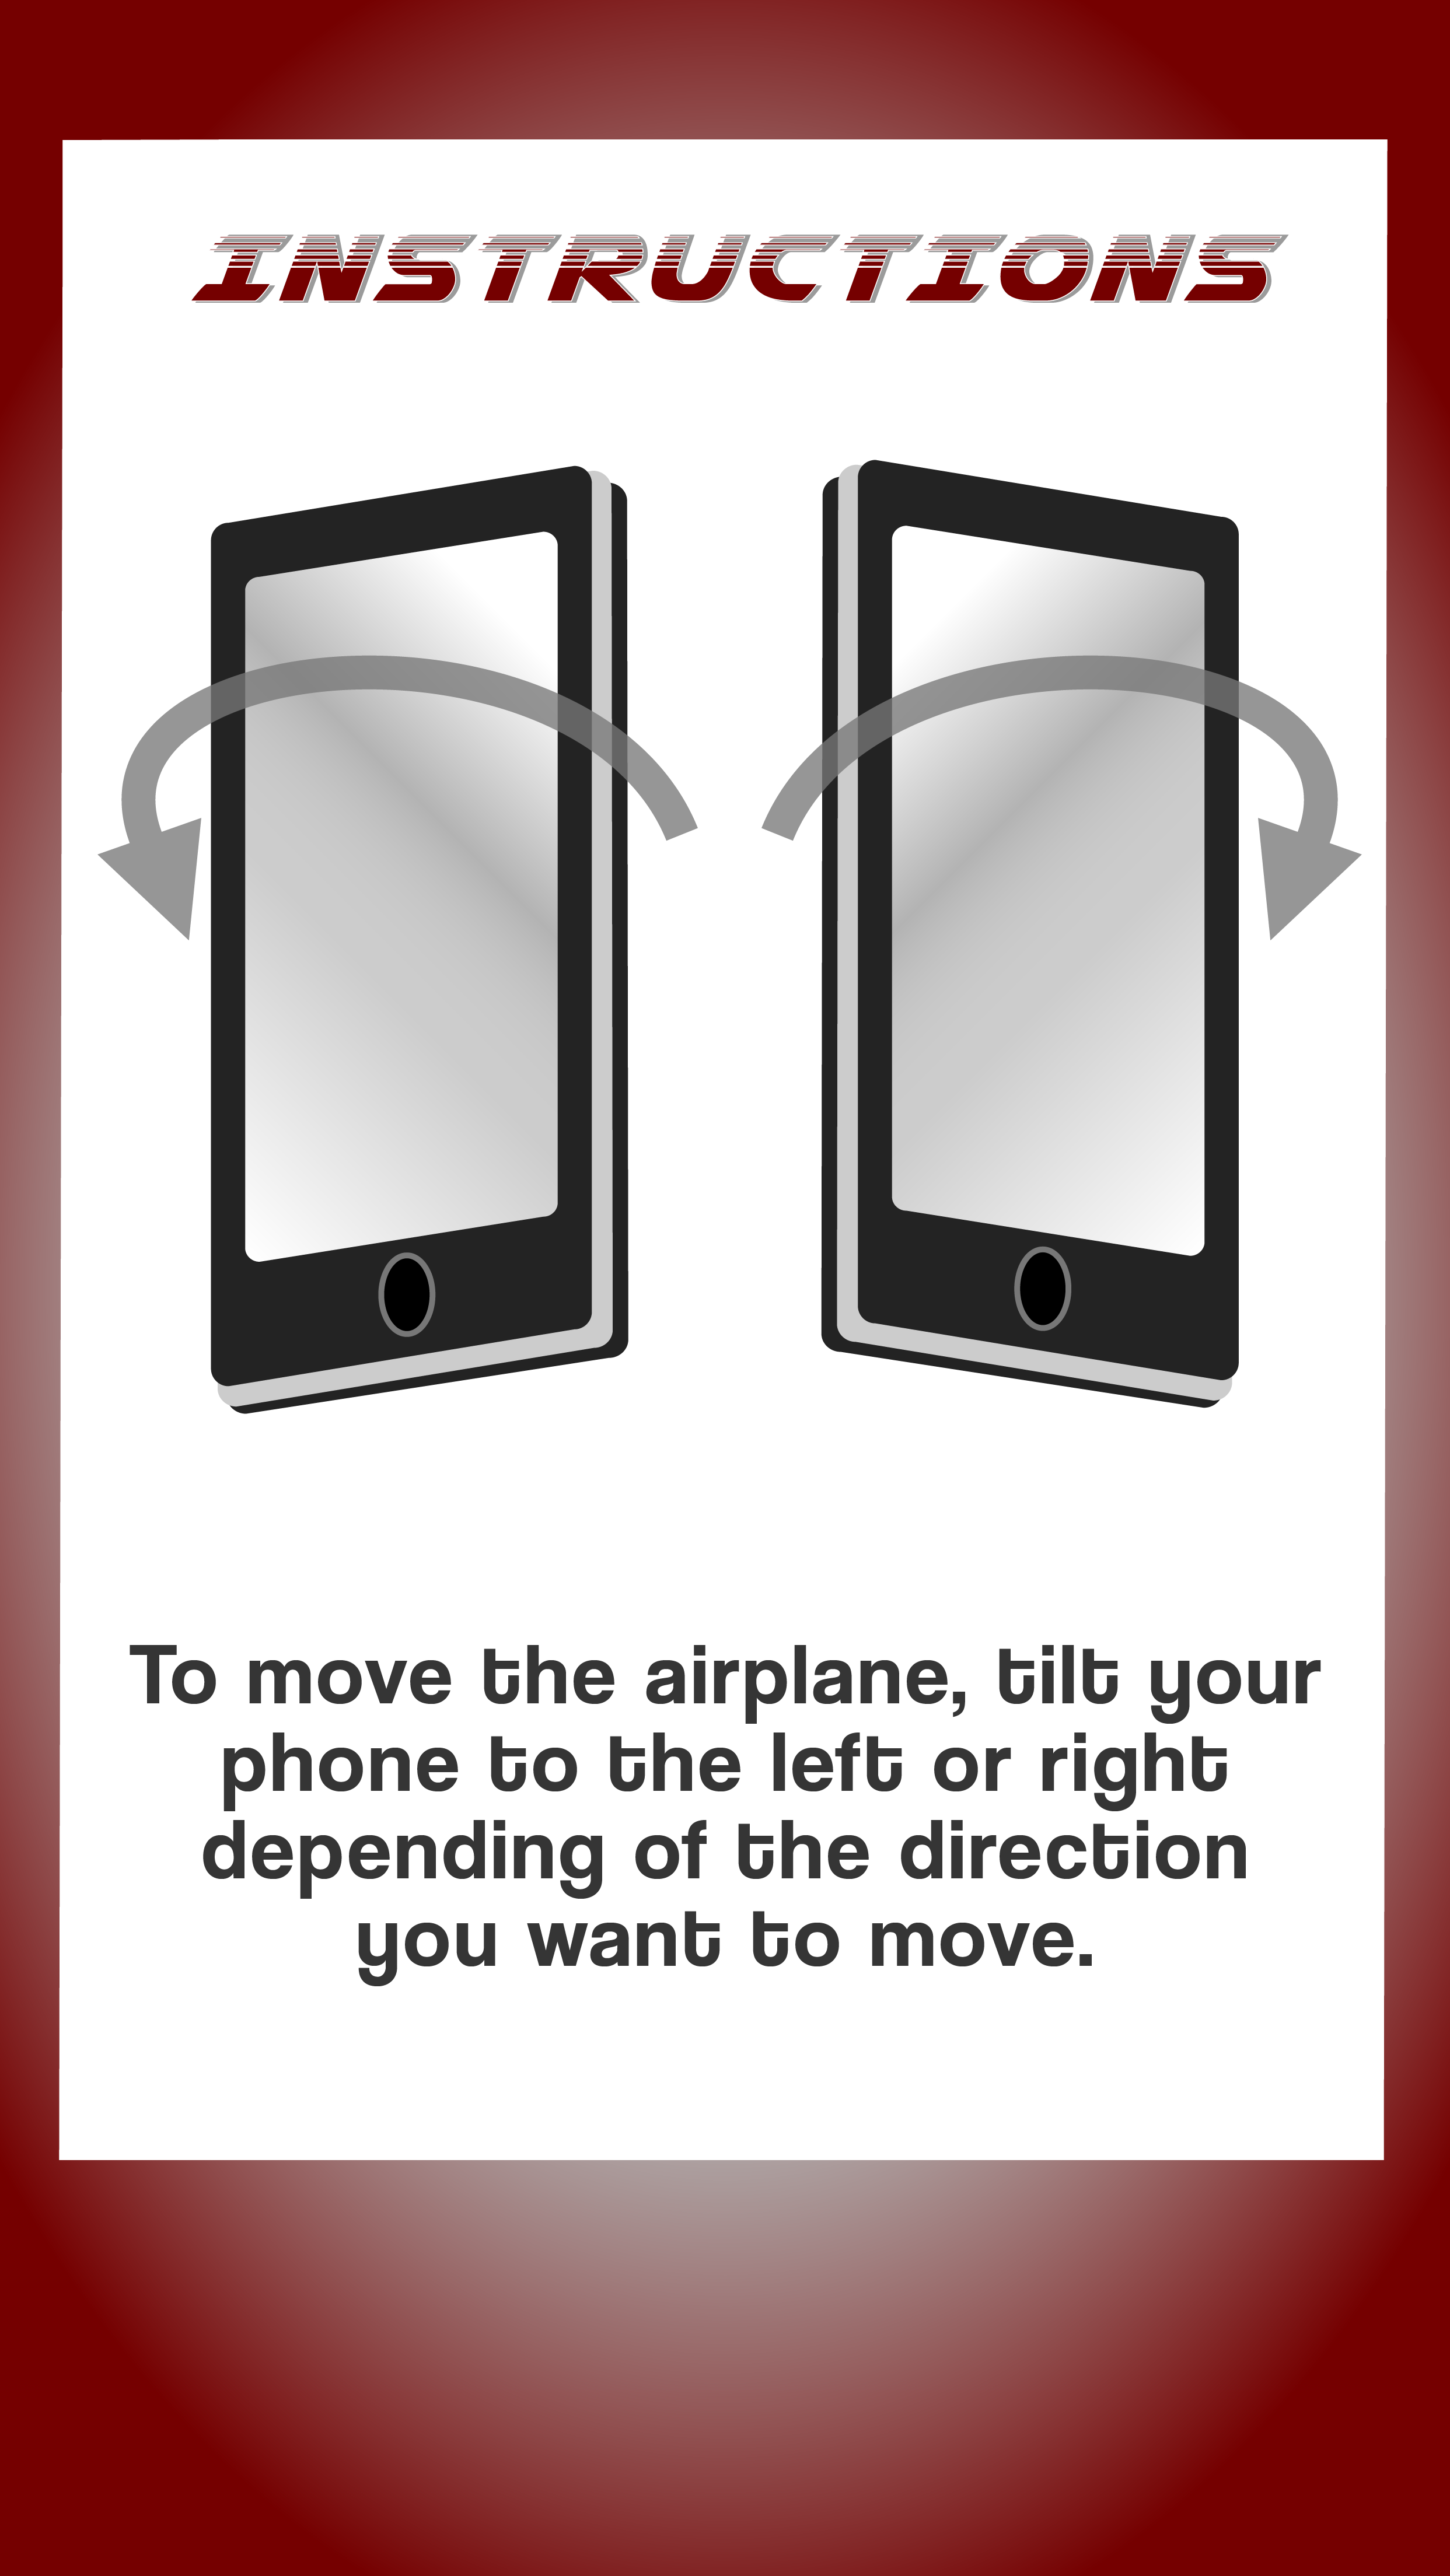 INSTRUCTIONS
To move the airplane, tilt your
phone to the left or right
depending of the direction
you want to move.